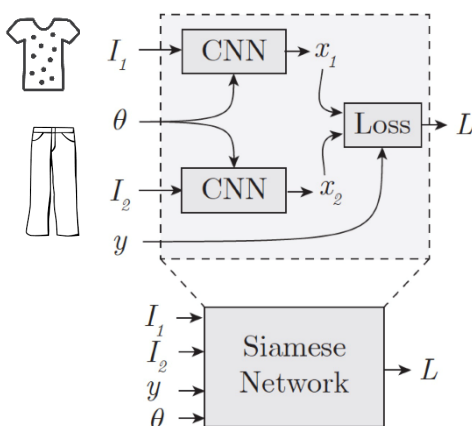 I₁ CNN x₁
θ Loss L
I₂ CNN x₂
y
I₁
I₂ Siamese L
y Network
θ